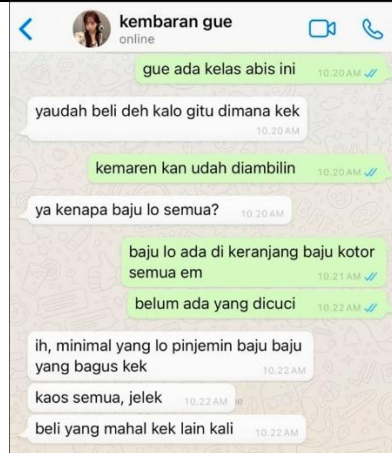 kembaran gue
online
gue ada kelas abis ini 10.20 AM
yaudah beli deh kalo gitu dimana kek
10.20 AM
kemaren kan udah diambilin 10.20 AM
ya kenapa baju lo semua? 10.20 AM
baju lo ada di keranjang baju kotor
semua em 10.21 AM
belum ada yang dicuci 10.22 AM
ih, minimal yang lo pinjemin baju baju
yang bagus kek 10.22 AM
kaos semua, jelek 10.22 AM
beli yang mahal kek lain kali 10.22 AM